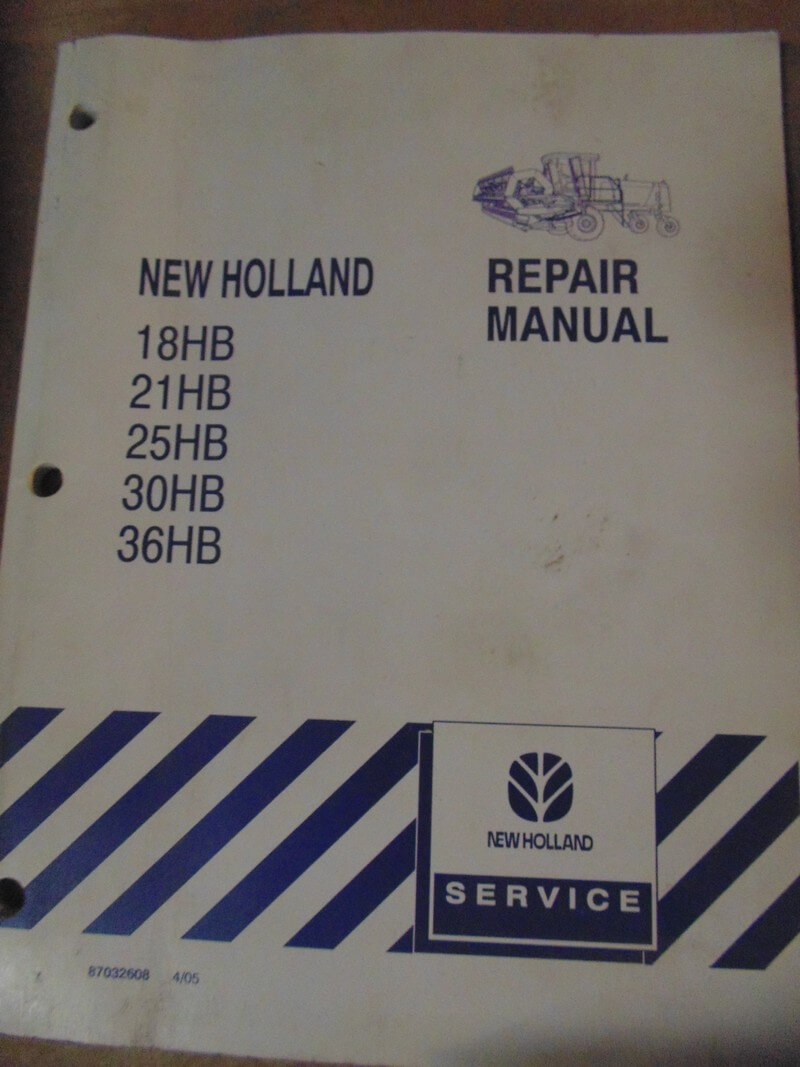 NEW HOLLAND
18HB
21HB
25HB
30HB
36HB
REPAIR
MANUAL
NEW HOLLAND
SERVICE
87032608 4/05